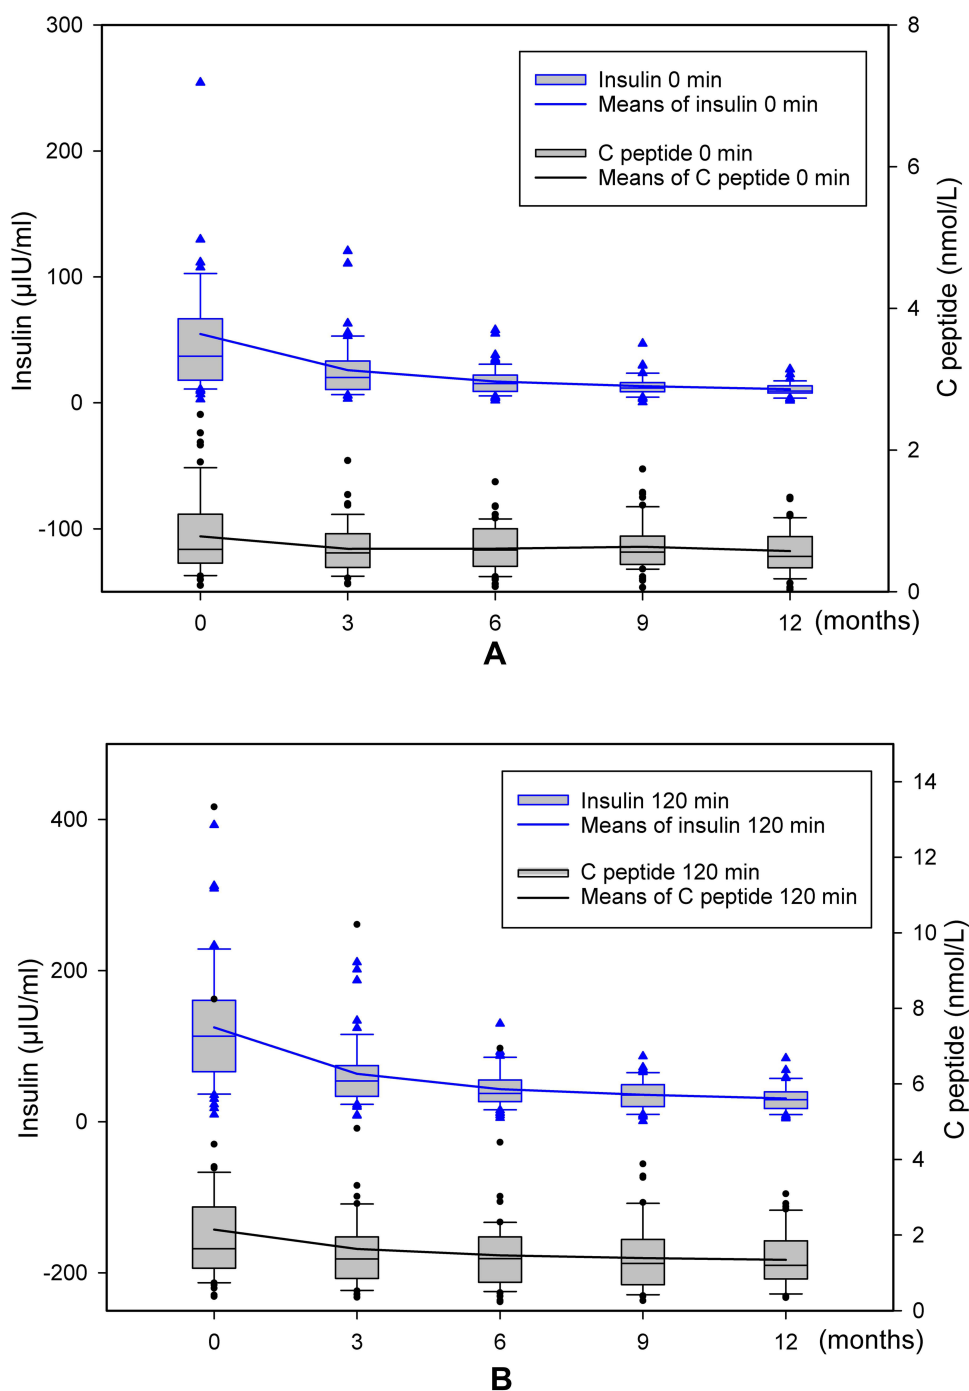 300
200
100
0
-100
Insulin (μIU/ml)
8
6
4
2
0
C peptide (nmol/L)
Insulin 0 min
Means of insulin 0 min
C peptide 0 min
Means of C peptide 0 min
0 3 6 9 12 (months)
A
400
200
0
-200
Insulin (μIU/ml)
14
12
10
8
6
4
2
0
C peptide (nmol/L)
Insulin 120 min
Means of insulin 120 min
C peptide 120 min
Means of C peptide 120 min
0 3 6 9 12 (months)
B